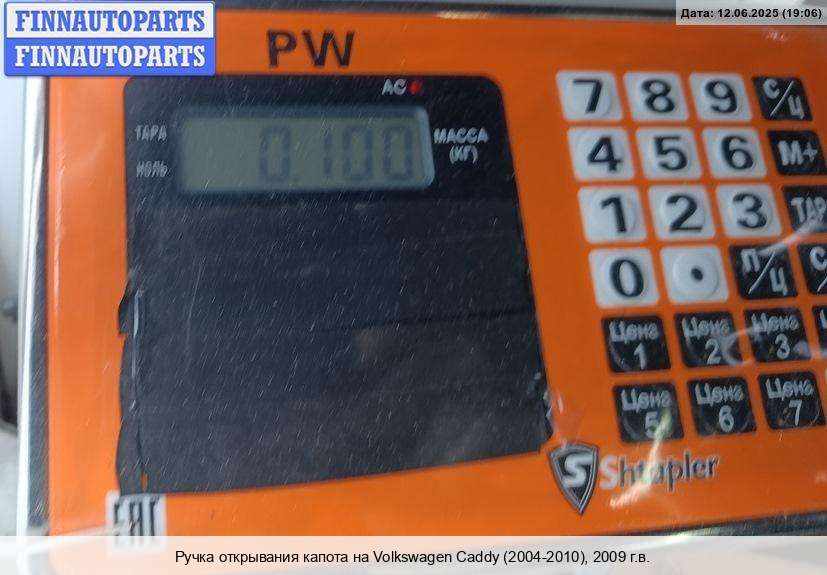 Дата: 12.06.2025 (19:06)
FINNAUTOPARTS
FINNAUTOPARTS
PW
AC
ТАРА
НОЛЬ
0.100
МАССА
(КГ)
7 8 9 С/Ц
4 5 6 М+
1 2 3 ТАР
0 . П/Ц С
Цена 1 Цена 2 Цена 3
Цена 5 Цена 6 Цена 7
S Shtapler
EAC
Ручка открывания капота на Volkswagen Caddy (2004-2010), 2009 г.в.